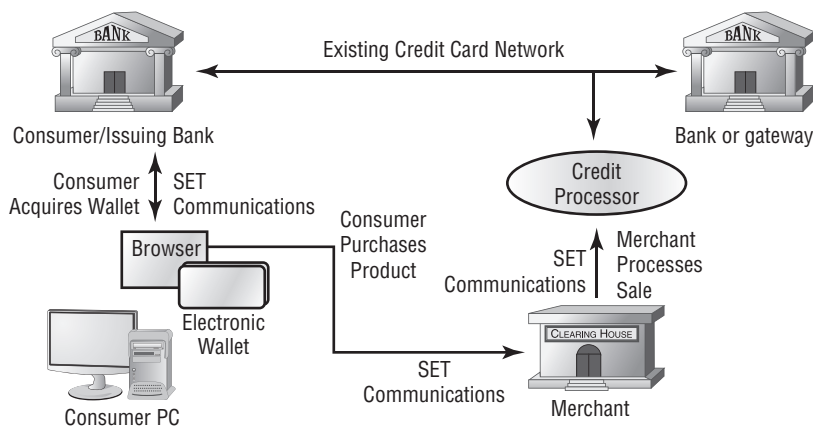 BANK
BANK
Existing Credit Card Network
Consumer/Issuing Bank
Bank or gateway
Credit
Processor
Consumer
Acquires Wallet
SET
Communications
Consumer
Purchases
Product
Browser
SET
Communications
Merchant
Processes
Sale
Electronic
Wallet
CLEARING HOUSE
SET
Communications
Consumer PC
Merchant